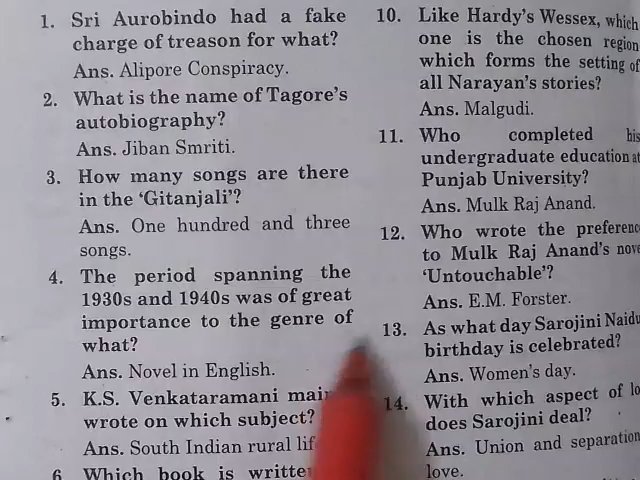 1. Sri Aurobindo had a fake
charge of treason for what?
Ans. Alipore Conspiracy.
2. What is the name of Tagore's
autobiography?
Ans. Jiban Smriti.
3. How many songs are there
in the 'Gitanjali'?
Ans. One hundred and three
songs.
4. The period spanning the
1930s and 1940s was of great
importance to the genre of
what?
Ans. Novel in English.
5. K.S. Venkataramani
wrote on which subject?
Ans. South Indian rural
6 Which book is
10. Like Hardy's Wessex, which
one is the chosen region
which forms the setting of
all Narayan's stories?
Ans. Malgudi.
11. Who completed his
undergraduate education at
Punjab University?
Ans. Mulk Raj Anand.
12. Who wrote the
to Mulk Raj Anand's
'Untouchable'?
Ans. E.M. Forster.
13. As what day Sarojini Naidu
birthday is celebrated?
Ans. Women's day.
14. With which aspect of
does Sarojini deal?
Ans. Union and separation
love.